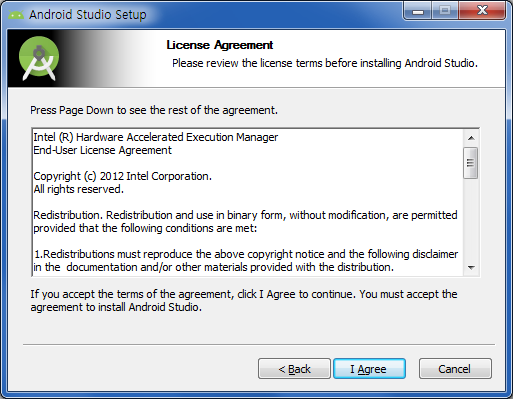 Android Studio Setup
License Agreement
Please review the license terms before installing Android Studio.
Press Page Down to see the rest of the agreement.
Intel (R) Hardware Accelerated Execution Manager
End-User License Agreement
Copyright (c) 2012 Intel Corporation.
All rights reserved.
Redistribution. Redistribution and use in binary form, without modification, are permitted
provided that the following conditions are met:
1.Redistributions must reproduce the above copyright notice and the following disclaimer
in the  documentation and/or other materials provided with the distribution.
If you accept the terms of the agreement, click I Agree to continue. You must accept the
agreement to install Android Studio.
< Back
I Agree
Cancel